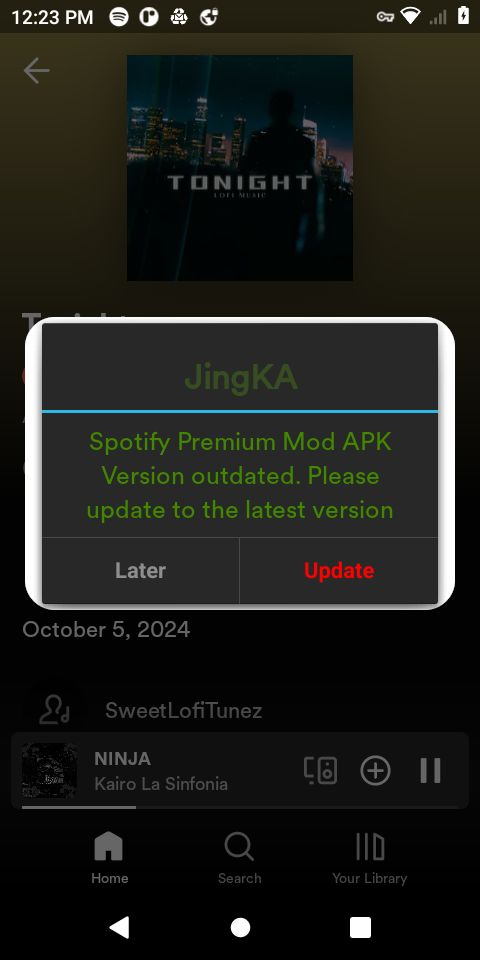 12:23 PM
TONIGHT
LOFI MUSIC
JingKA
Spotify Premium Mod APK
Version outdated. Please
update to the latest version
Later
Update
October 5, 2024
SweetLofiTunez
NINJA
Kairo La Sinfonia
Home
Search
Your Library